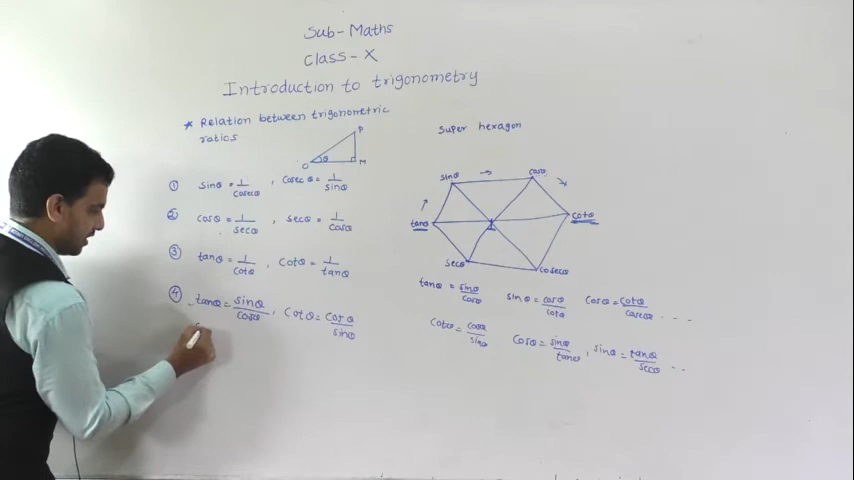 Sub-Maths
Class-X
Introduction to trigonometry
* Relation between trigonometric
ratios
P
θ
O
M
① sinθ = 1/cosecθ , cosecθ = 1/sinθ
② cosθ = 1/secθ , secθ = 1/cosθ
③ tanθ = 1/cotθ , cotθ = 1/tanθ
④ tanθ = sinθ/cosθ , cotθ = cosθ/sinθ
super hexagon
sinθ → cosθ
tanθ 1 cotθ
secθ cosecθ
tanθ = sinθ/cosθ sinθ = cosθ/cotθ cosθ = cotθ/cosecθ . . .
cotθ = cosθ/sinθ cosθ = sinθ/tanθ , sinθ = tanθ/secθ . .